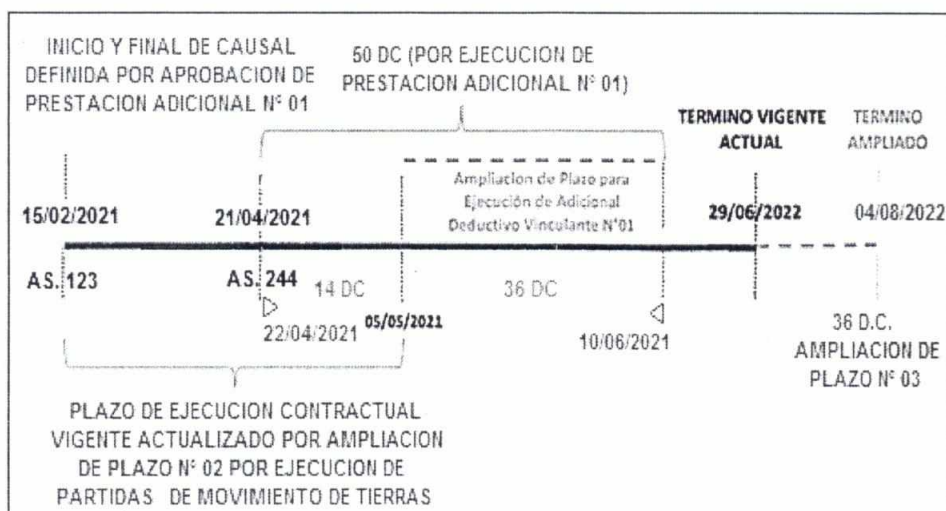 INICIO Y FINAL DE CAUSAL
DEFINIDA POR APROBACION DE
PRESTACION ADICIONAL Nº 01
50 DC (POR EJECUCION DE
PRESTACION ADICIONAL Nº 01)
TERMINO VIGENTE
ACTUAL
TERMINO
AMPLIADO
Ampliacion de Plazo para
Ejecución de Adicional
Deductivo Vinculante N°01
15/02/2021
21/04/2021
29/06/2022
04/08/2022
AS. 123
AS. 244
14 DC
36 DC
22/04/2021
05/05/2021
10/06/2021
36 D.C.
AMPLIACION DE
PLAZO Nº 03
PLAZO DE EJECUCION CONTRACTUAL
VIGENTE ACTUALIZADO POR AMPLIACION
DE PLAZO Nº 02 POR EJECUCION DE
PARTIDAS DE MOVIMIENTO DE TIERRAS